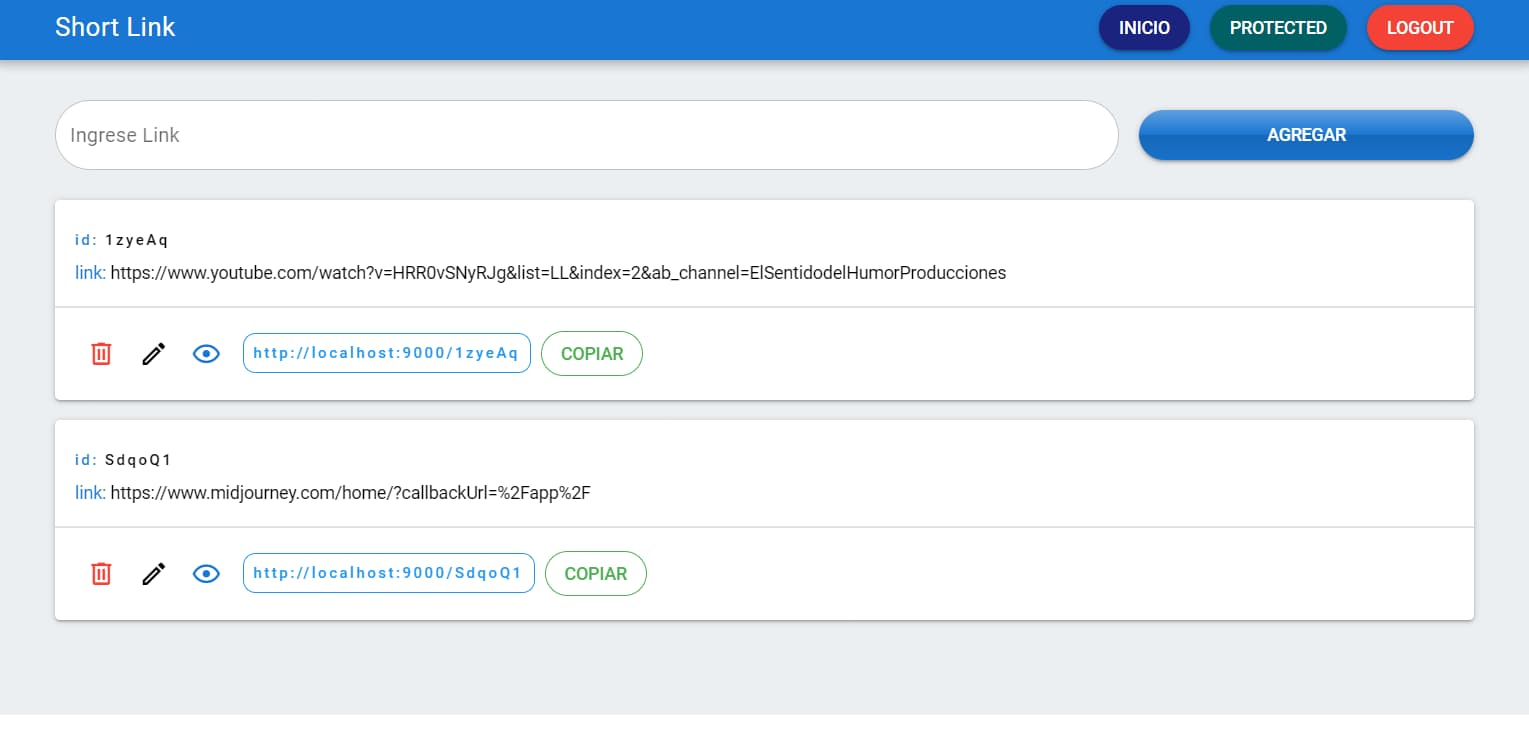 Short Link
INICIO
PROTECTED
LOGOUT
Ingrese Link
AGREGAR
id: 1zyeAq
link: https://www.youtube.com/watch?v=HRR0vSNyRJg&list=LL&index=2&ab_channel=ElSentidodelHumorProducciones
http://localhost:9000/1zyeAq
COPIAR
id: SdqoQ1
link: https://www.midjourney.com/home/?callbackUrl=%2Fapp%2F
http://localhost:9000/SdqoQ1
COPIAR